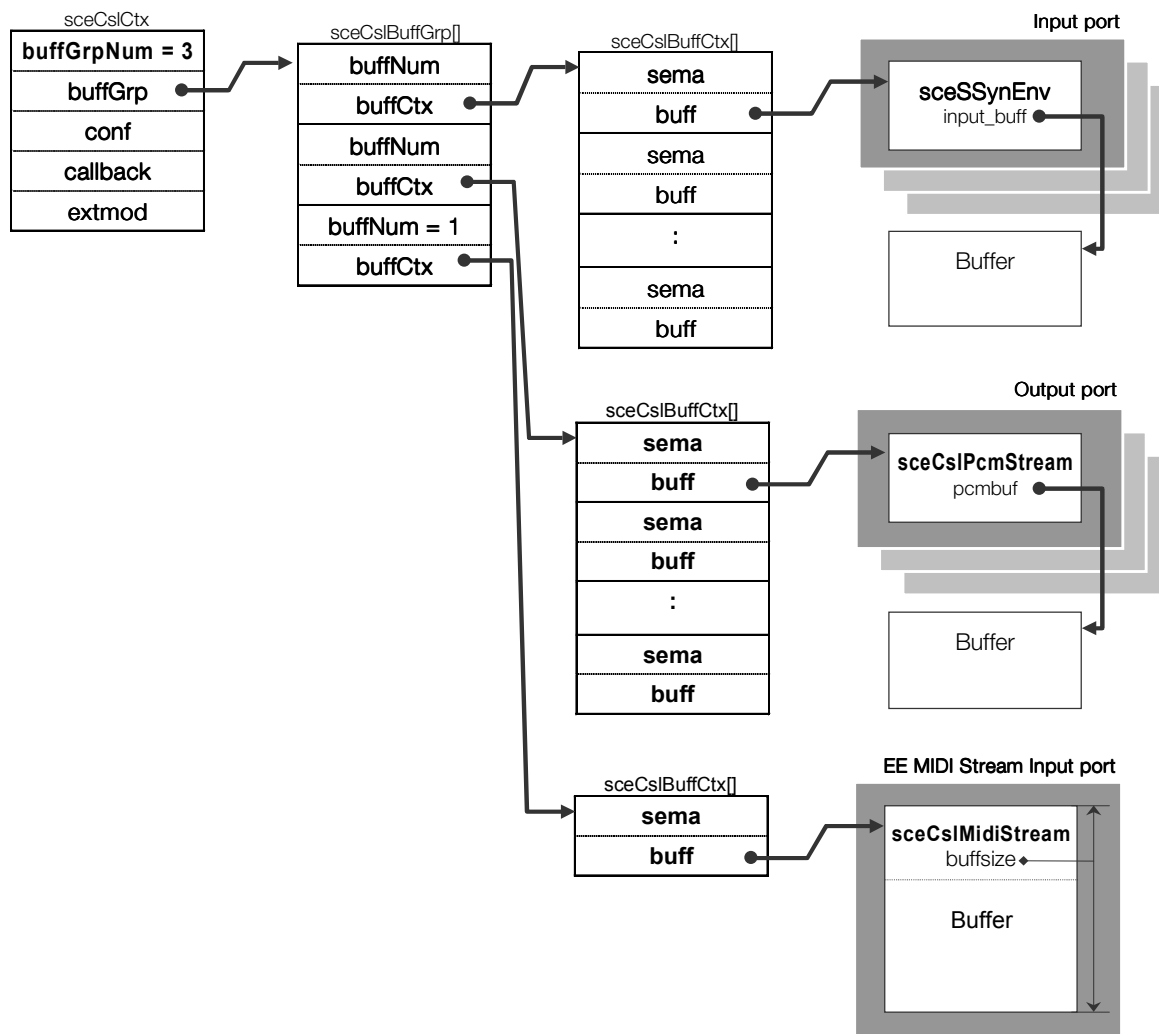 sceCslCtx
buffGrpNum = 3
buffGrp
conf
callback
extmod
sceCslBuffGrp[]
buffNum
buffCtx
buffNum
buffCtx
buffNum = 1
buffCtx
sceCslBuffCtx[]
sema
buff
sema
buff
:
sema
buff
Input port
sceSSynEnv
input_buff
Buffer
sceCslBuffCtx[]
sema
buff
sema
buff
:
sema
buff
Output port
sceCslPcmStream
pcmbuf
Buffer
sceCslBuffCtx[]
sema
buff
EE MIDI Stream Input port
sceCslMidiStream
buffsize
Buffer